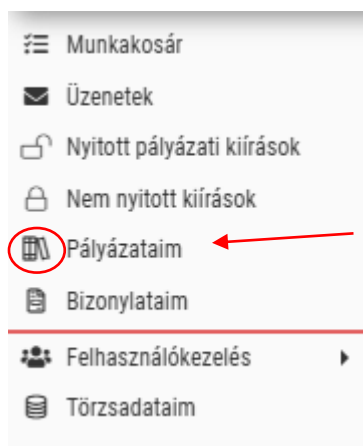 Munkakosár
Üzenetek
Nyitott pályázati kiírások
Nem nyitott kiírások
Pályázataim
Bizonylataim
Felhasználókezelés
Törzsadataim